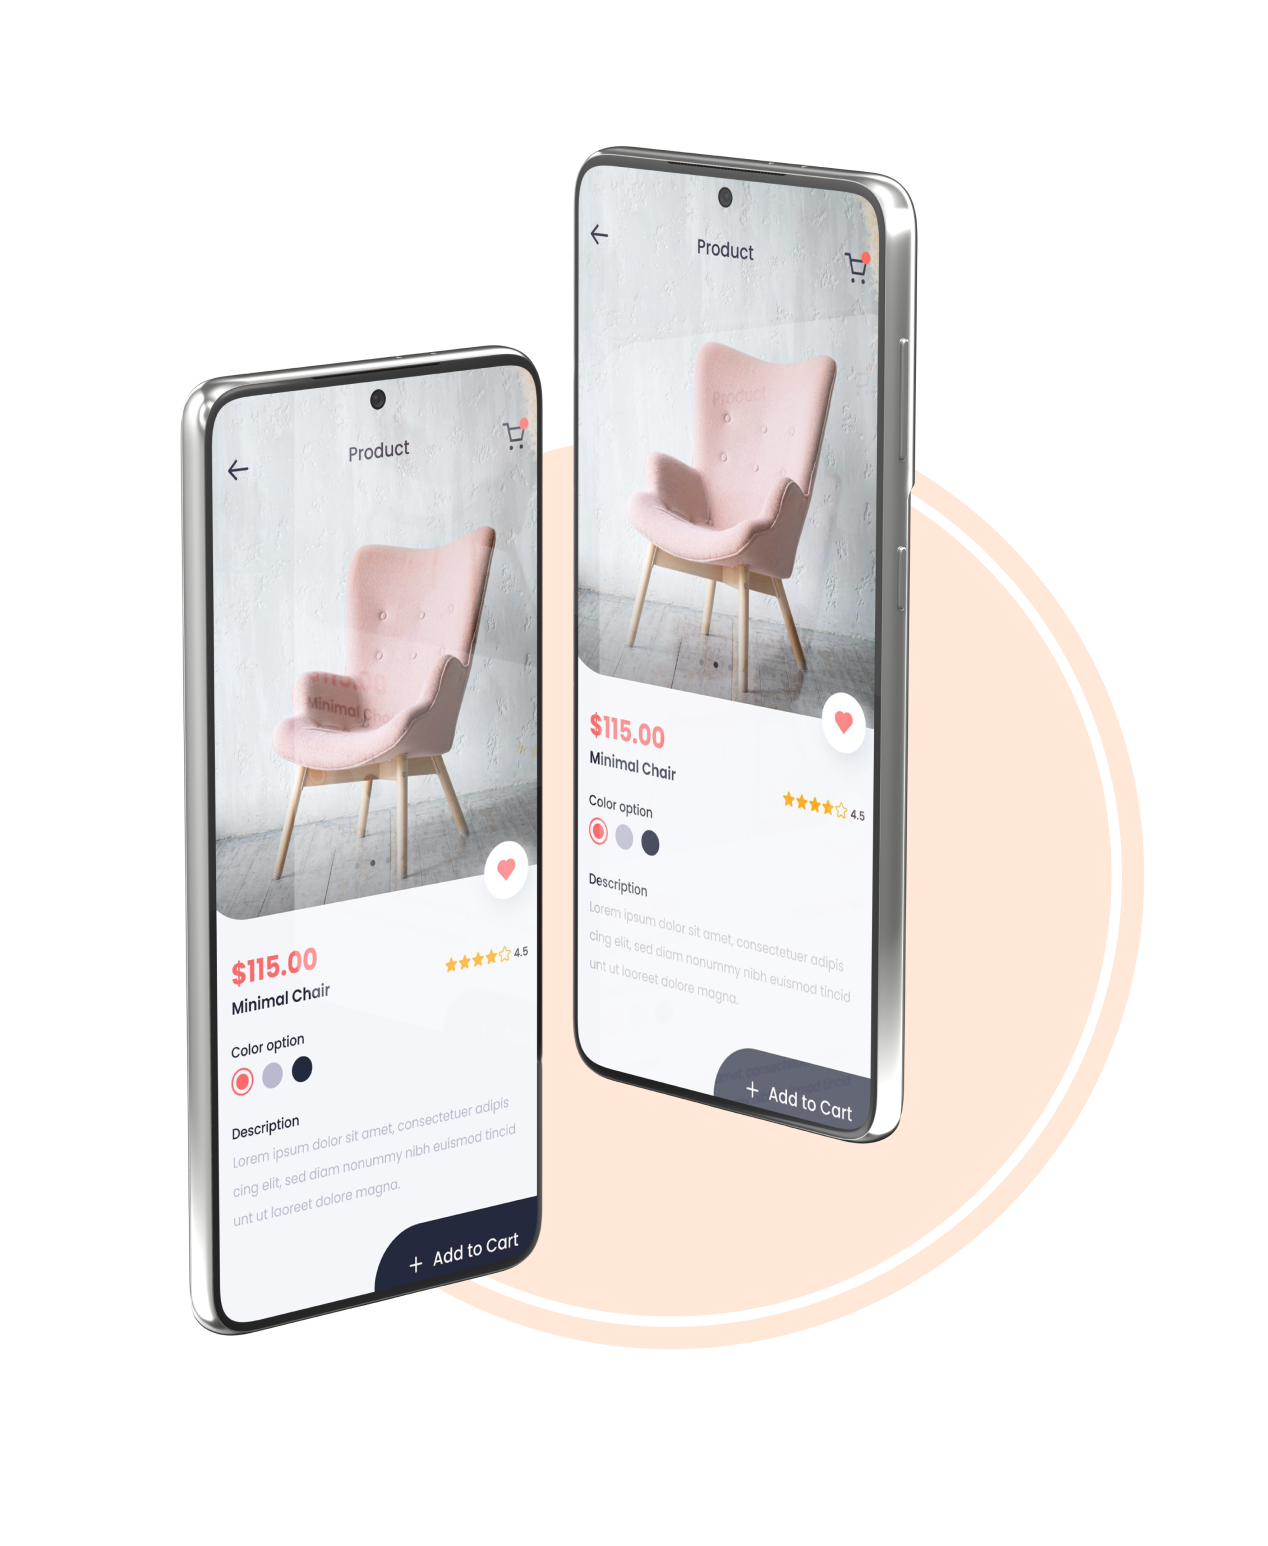 Product
$115.00
Minimal Chair
4.5
Color option
Description
Lorem ipsum dolor sit amet, consectetuer adipis
cing elit, sed diam nonummy nibh euismod tincid
unt ut laoreet dolore magna.
+ Add to Cart
Product
$115.00
Minimal Chair
4.5
Color option
Description
Lorem ipsum dolor sit amet, consectetuer adipis
cing elit, sed diam nonummy nibh euismod tincid
unt ut laoreet dolore magna.
+ Add to Cart